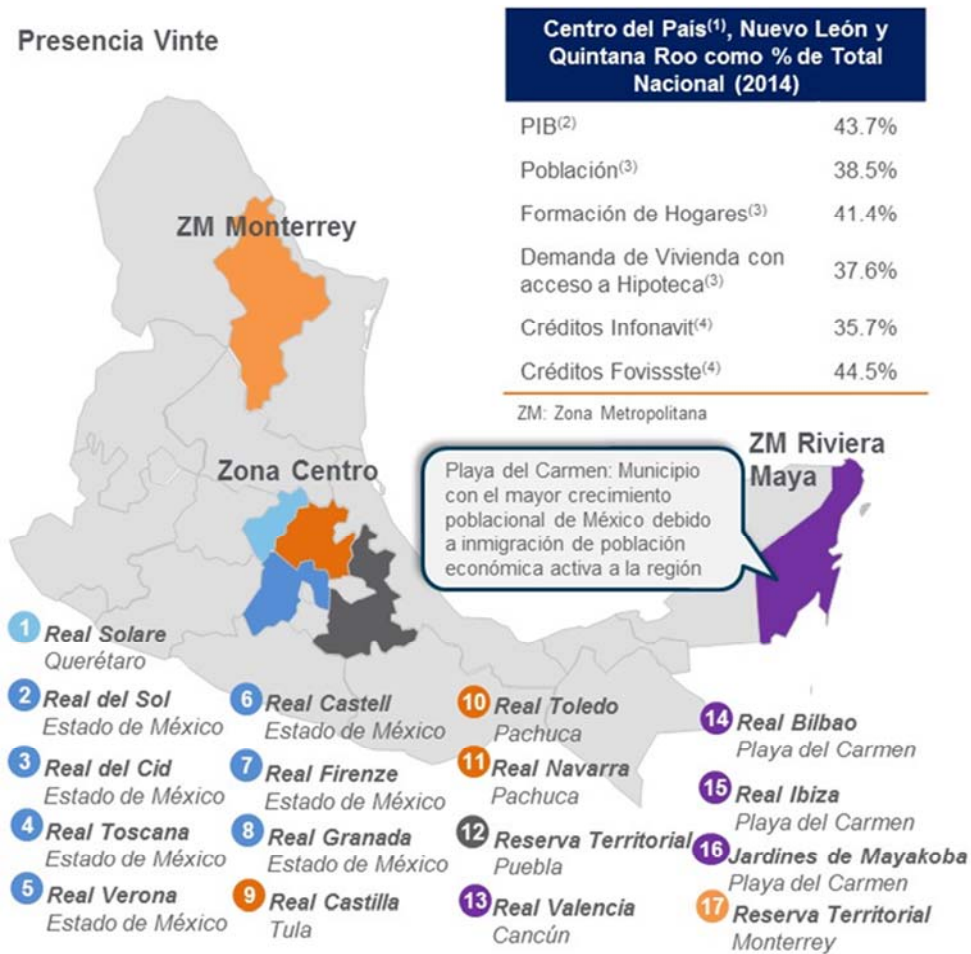 Presencia Vinte
Centro del País(1), Nuevo León y
Quintana Roo como % de Total
Nacional (2014)
PIB(2) 43.7%
Población(3) 38.5%
Formación de Hogares(3) 41.4%
Demanda de Vivienda con
acceso a Hipoteca(3) 37.6%
Créditos Infonavit(4) 35.7%
Créditos Fovissste(4) 44.5%
ZM: Zona Metropolitana
ZM Monterrey
Zona Centro
ZM Riviera
Maya
Playa del Carmen: Municipio
con el mayor crecimiento
poblacional de México debido
a inmigración de población
económica activa a la región
1 Real Solare
Querétaro
2 Real del Sol
Estado de México
3 Real del Cid
Estado de México
4 Real Toscana
Estado de México
5 Real Verona
Estado de México
6 Real Castell
Estado de México
7 Real Firenze
Estado de México
8 Real Granada
Estado de México
9 Real Castilla
Tula
10 Real Toledo
Pachuca
11 Real Navarra
Pachuca
12 Reserva Territorial
Puebla
13 Real Valencia
Cancún
14 Real Bilbao
Playa del Carmen
15 Real Ibiza
Playa del Carmen
16 Jardines de Mayakoba
Playa del Carmen
17 Reserva Territorial
Monterrey